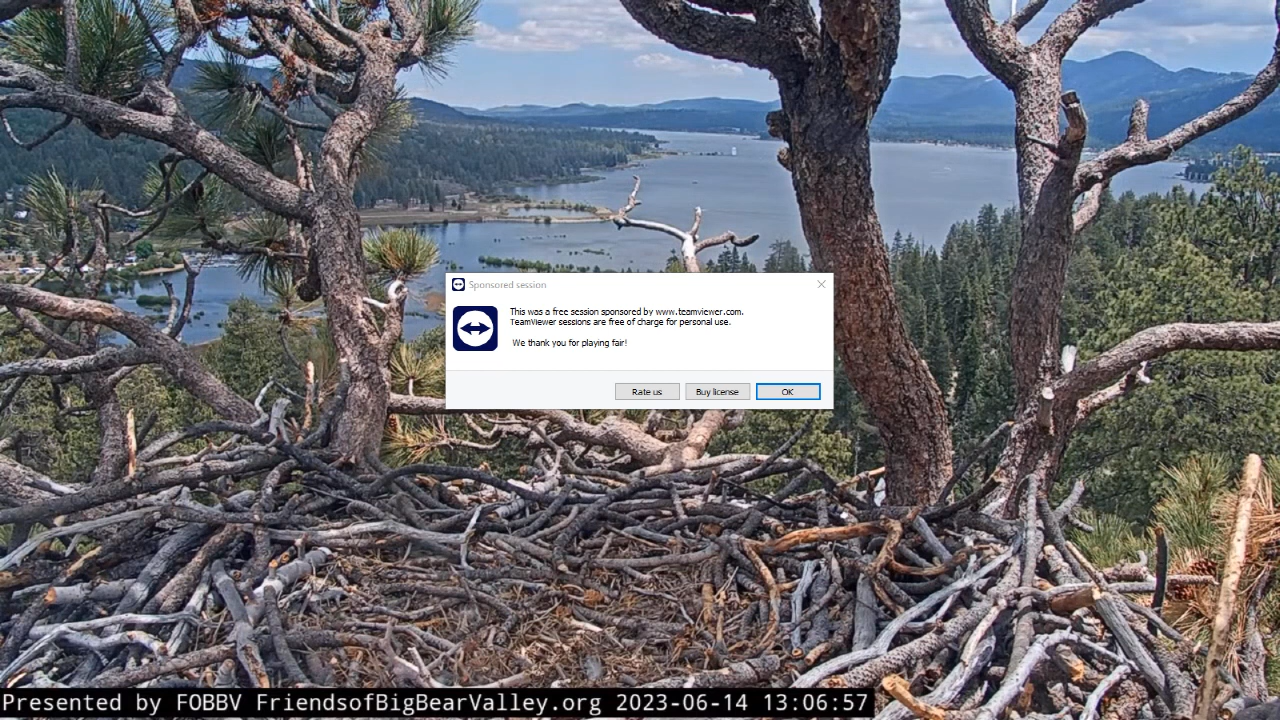 Sponsored session
This was a free session sponsored by www.teamviewer.com.
TeamViewer sessions are free of charge for personal use.
We thank you for playing fair!
Rate us Buy license OK
Presented by FOBBV FriendsofBigBearValley.org 2023-06-14 13:06:57